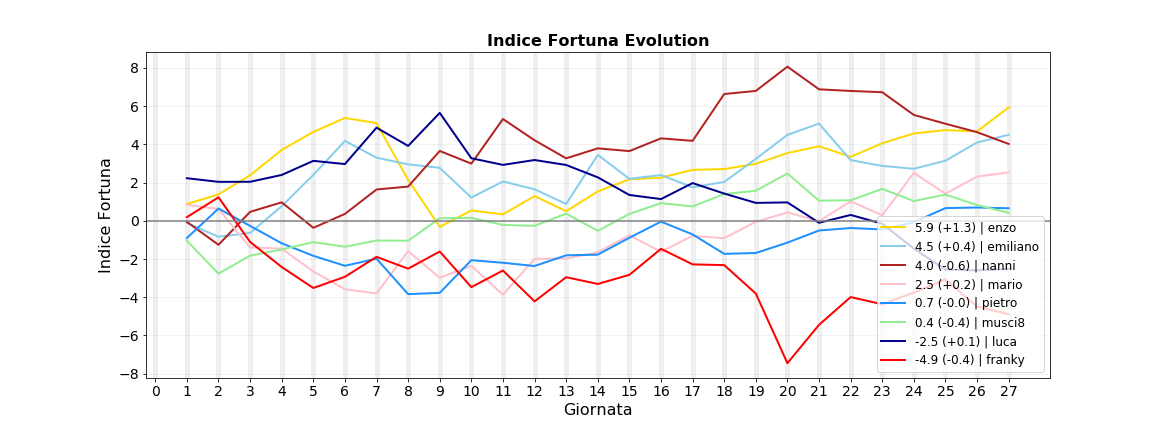 Indice Fortuna Evolution
Indice Fortuna
8
6
4
2
0
−2
−4
−6
−8
5.9 (+1.3) | enzo
4.5 (+0.4) | emiliano
4.0 (-0.6) | nanni
2.5 (+0.2) | mario
0.7 (-0.0) | pietro
0.4 (-0.4) | musci8
-2.5 (+0.1) | luca
-4.9 (-0.4) | franky
0 1 2 3 4 5 6 7 8 9 10 11 12 13 14 15 16 17 18 19 20 21 22 23 24 25 26 27
Giornata